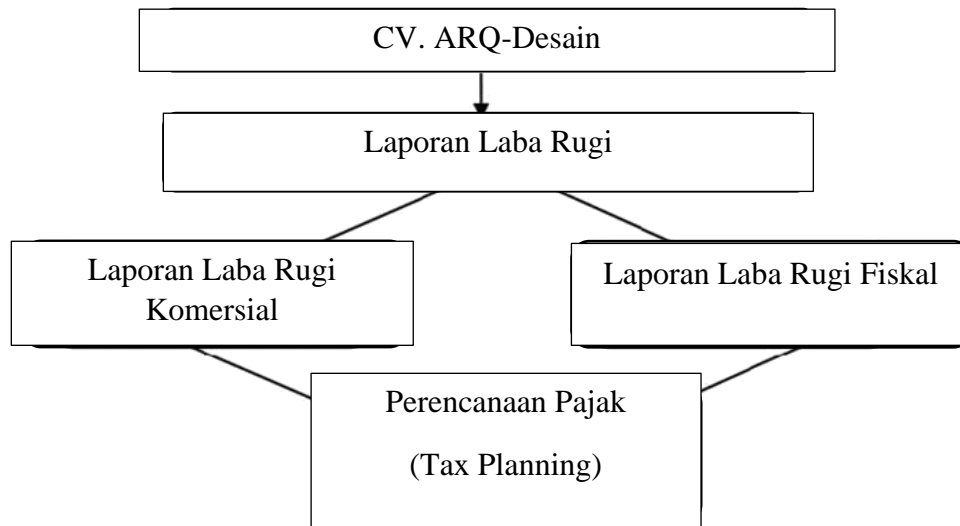 CV. ARQ-Desain
Laporan Laba Rugi
Laporan Laba Rugi
Komersial
Laporan Laba Rugi Fiskal
Perencanaan Pajak
(Tax Planning)